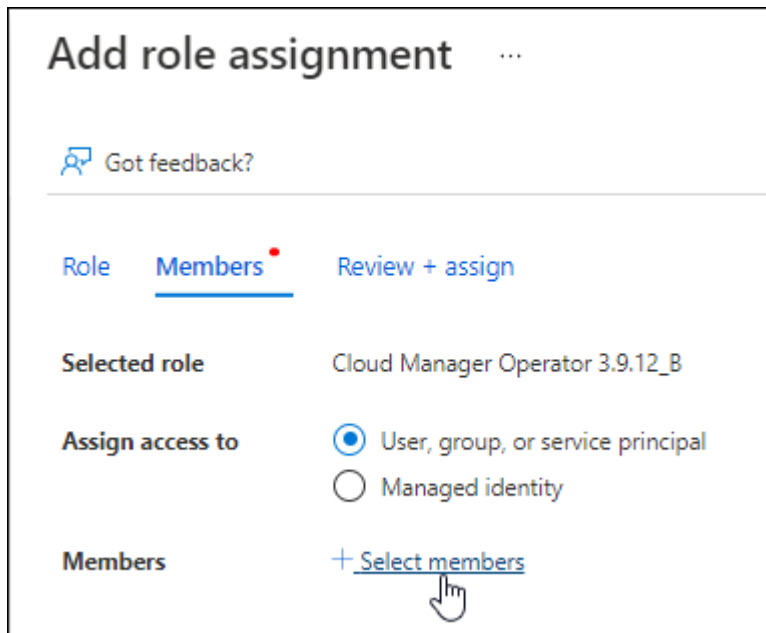 Add role assignment ...
Got feedback?
Role Members Review + assign
Selected role Cloud Manager Operator 3.9.12_B
Assign access to User, group, or service principal
Managed identity
Members + Select members